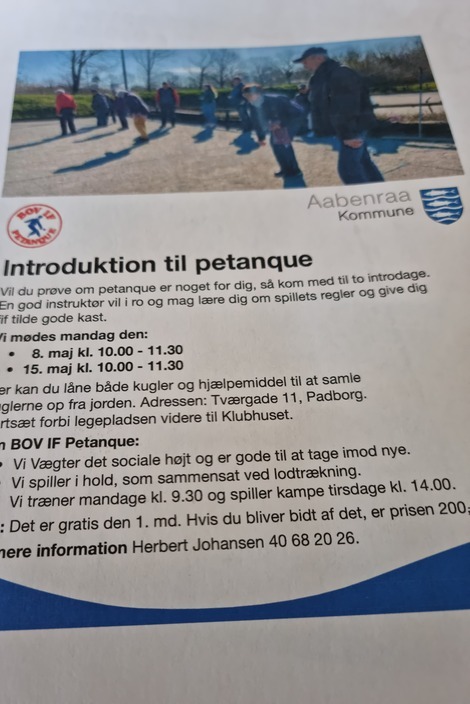 Aabenraa
Kommune
BOV IF
PETANQUE
Introduktion til petanque
Vil du prøve om petanque er noget for dig, så kom med til to introdage.
En god instruktør vil i ro og mag lære dig om spillets regler og give dig
if tilde gode kast.
Vi mødes mandag den:
• 8. maj kl. 10.00 - 11.30
• 15. maj kl. 10.00 - 11.30
er kan du låne både kugler og hjælpemiddel til at samle
uglerne op fra jorden. Adressen: Tværgade 11, Padborg.
ortsæt forbi legepladsen videre til Klubhuset.
BOV IF Petanque:
• Vi Vægter det sociale højt og er gode til at tage imod nye.
Vi spiller i hold, som sammensat ved lodtrækning.
Vi træner mandage kl. 9.30 og spiller kampe tirsdage kl. 14.00.
: Det er gratis den 1. md. Hvis du bliver bidt af det, er prisen 200,
mere information Herbert Johansen 40 68 20 26.